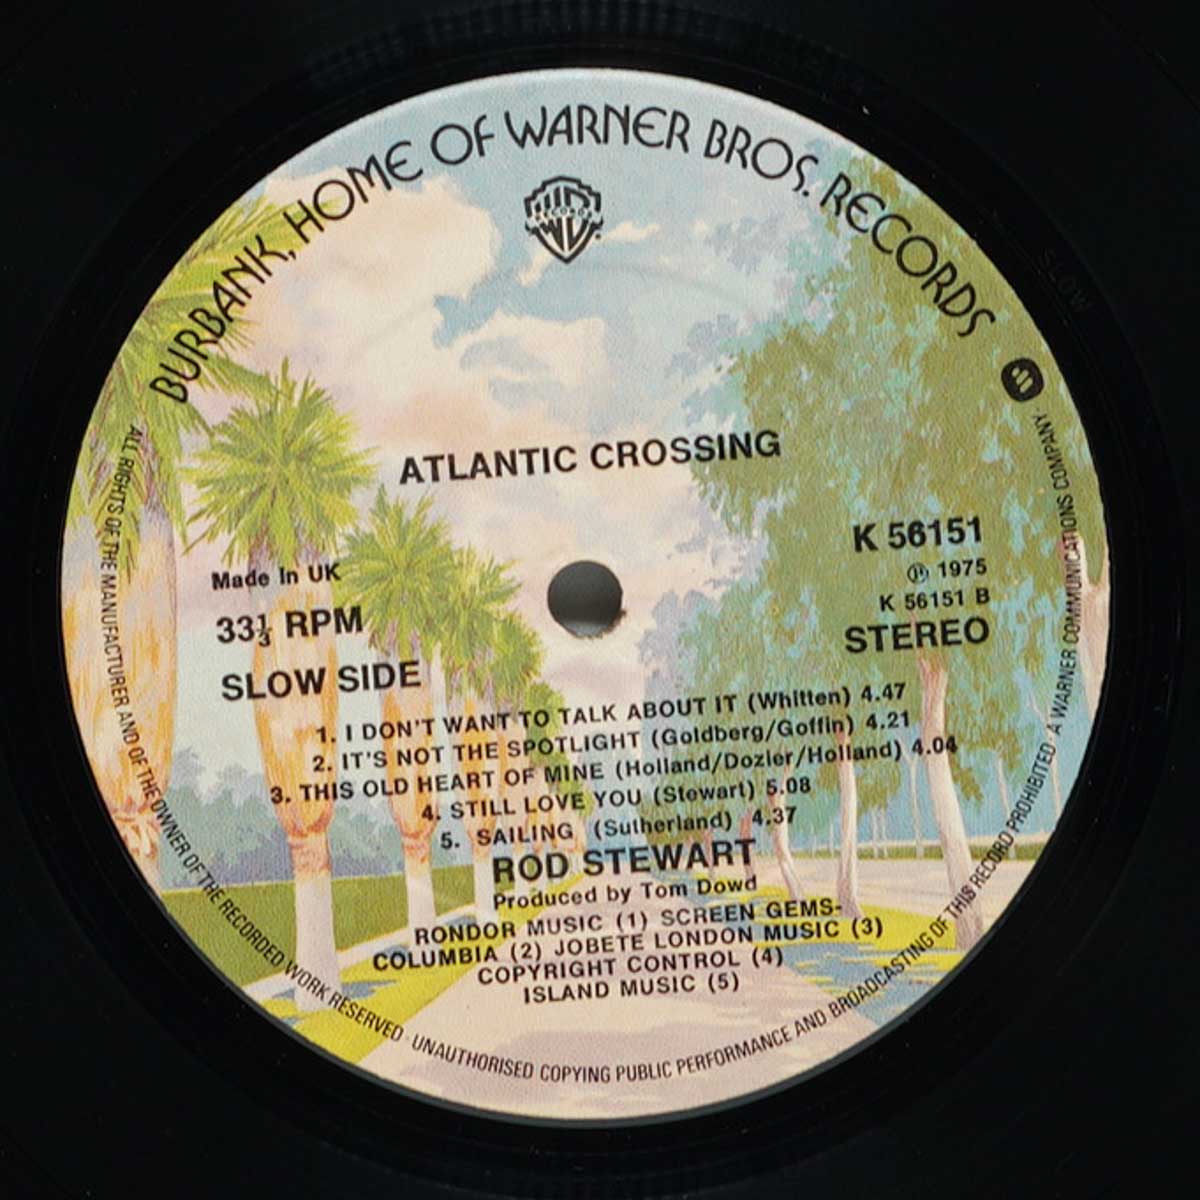 BURBANK, HOME OF WARNER BROS. RECORDS
WB
RECORDS
SLOW
ATLANTIC CROSSING
K 56151
Ⓟ 1975
K 56151 B
STEREO
Made In UK
33⅓ RPM
SLOW SIDE
1. I DON'T WANT TO TALK ABOUT IT (Whitten) 4.47
2. IT'S NOT THE SPOTLIGHT (Goldberg/Goffin) 4.21
3. THIS OLD HEART OF MINE (Holland/Dozier/Holland) 4.04
4. STILL LOVE YOU (Stewart) 5.08
5. SAILING (Sutherland) 4.37
ROD STEWART
Produced by Tom Dowd
RONDOR MUSIC (1) SCREEN GEMS-
COLUMBIA (2) JOBETE LONDON MUSIC (3)
COPYRIGHT CONTROL (4)
ISLAND MUSIC (5)
ALL RIGHTS OF THE MANUFACTURER AND OF THE OWNER OF THE RECORDED WORK RESERVED · UNAUTHORISED COPYING PUBLIC PERFORMANCE AND BROADCASTING OF THIS RECORD PROHIBITED · A WARNER COMMUNICATIONS COMPANY